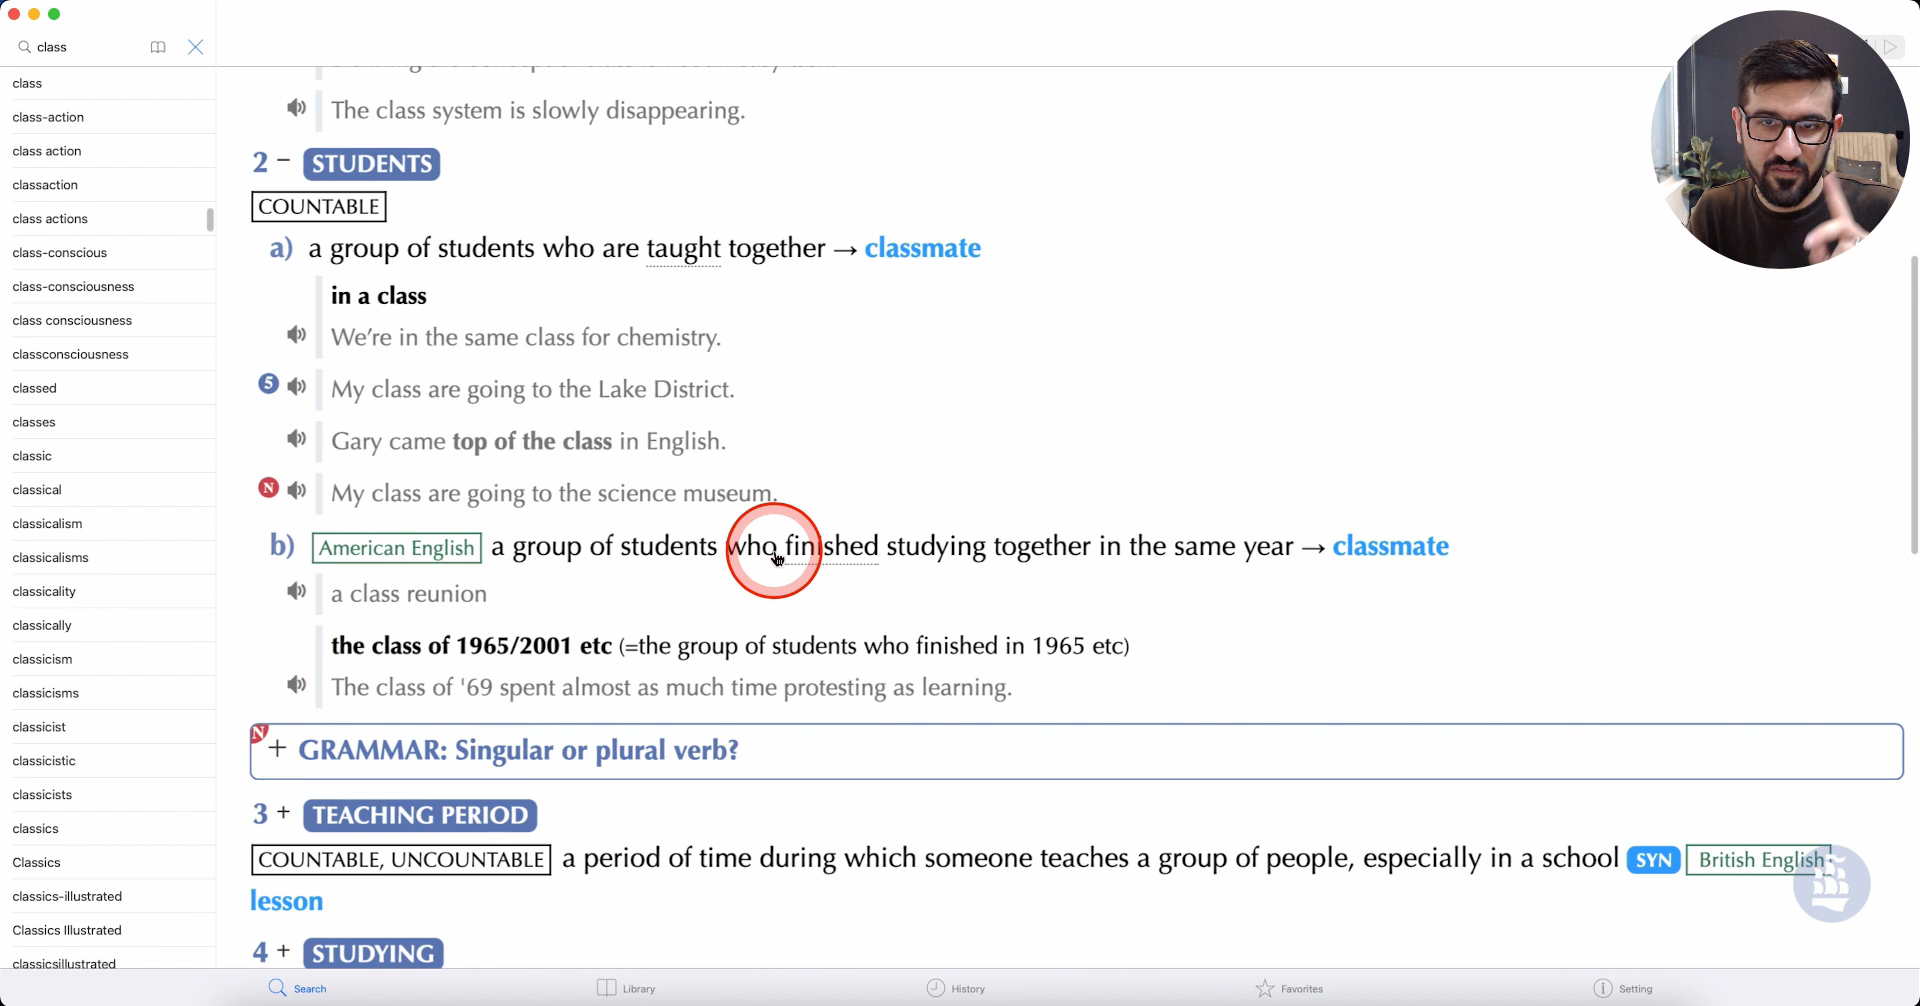 class
class
class-action
class action
classaction
class actions
class-conscious
class-consciousness
class consciousness
classconsciousness
classed
classes
classic
classical
classicalism
classicalisms
classicality
classically
classicism
classicisms
classicist
classicistic
classicists
classics
Classics
classics-illustrated
Classics Illustrated
classicsillustrated
The class system is slowly disappearing.
2 – STUDENTS
COUNTABLE
a) a group of students who are taught together → classmate
in a class
We’re in the same class for chemistry.
5 My class are going to the Lake District.
Gary came top of the class in English.
N My class are going to the science museum.
b) American English a group of students who finished studying together in the same year → classmate
a class reunion
the class of 1965/2001 etc (=the group of students who finished in 1965 etc)
The class of '69 spent almost as much time protesting as learning.
N + GRAMMAR: Singular or plural verb?
3 + TEACHING PERIOD
COUNTABLE, UNCOUNTABLE a period of time during which someone teaches a group of people, especially in a school SYN British English
lesson
4 + STUDYING
Search
Library
History
Favorites
Setting